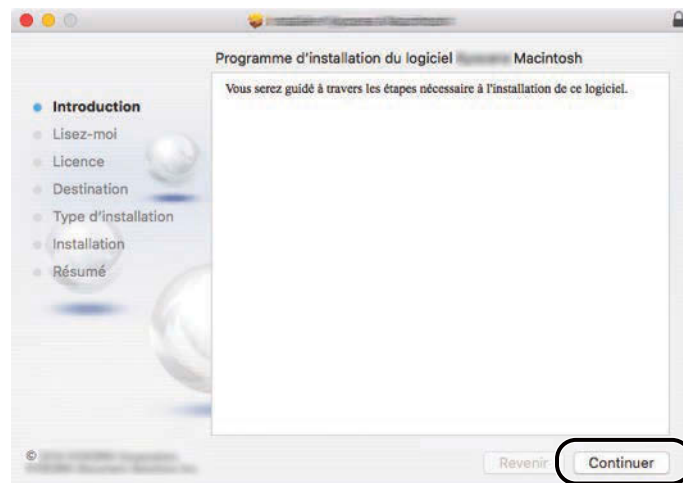 Programme d'installation du logiciel Macintosh
Vous serez guidé à travers les étapes nécessaire à l'installation de ce logiciel.
Introduction
Lisez-moi
Licence
Destination
Type d'installation
Installation
Résumé
©
Revenir
Continuer